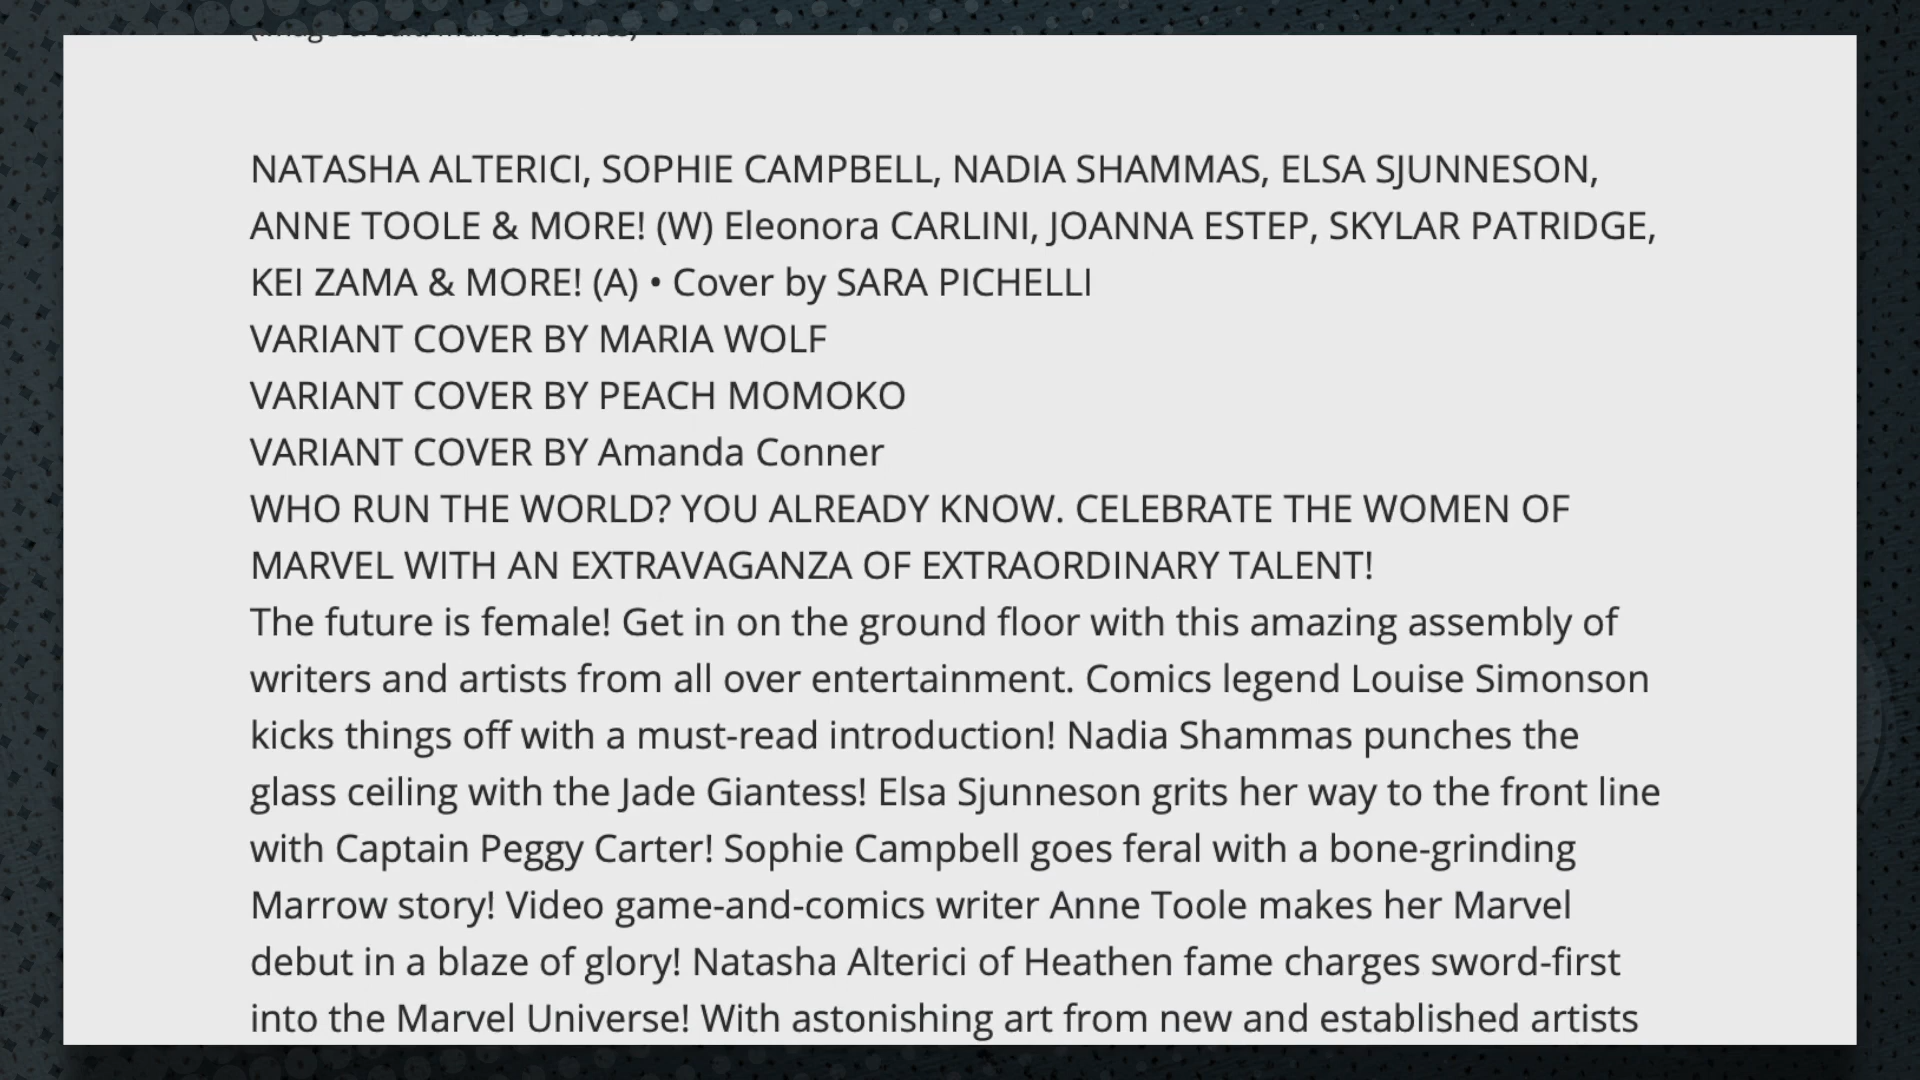 NATASHA ALTERICI, SOPHIE CAMPBELL, NADIA SHAMMAS, ELSA SJUNNESON,
ANNE TOOLE & MORE! (W) Eleonora CARLINI, JOANNA ESTEP, SKYLAR PATRIDGE,
KEI ZAMA & MORE! (A) • Cover by SARA PICHELLI
VARIANT COVER BY MARIA WOLF
VARIANT COVER BY PEACH MOMOKO
VARIANT COVER BY Amanda Conner
WHO RUN THE WORLD? YOU ALREADY KNOW. CELEBRATE THE WOMEN OF
MARVEL WITH AN EXTRAVAGANZA OF EXTRAORDINARY TALENT!
The future is female! Get in on the ground floor with this amazing assembly of
writers and artists from all over entertainment. Comics legend Louise Simonson
kicks things off with a must-read introduction! Nadia Shammas punches the
glass ceiling with the Jade Giantess! Elsa Sjunneson grits her way to the front line
with Captain Peggy Carter! Sophie Campbell goes feral with a bone-grinding
Marrow story! Video game-and-comics writer Anne Toole makes her Marvel
debut in a blaze of glory! Natasha Alterici of Heathen fame charges sword-first
into the Marvel Universe! With astonishing art from new and established artists